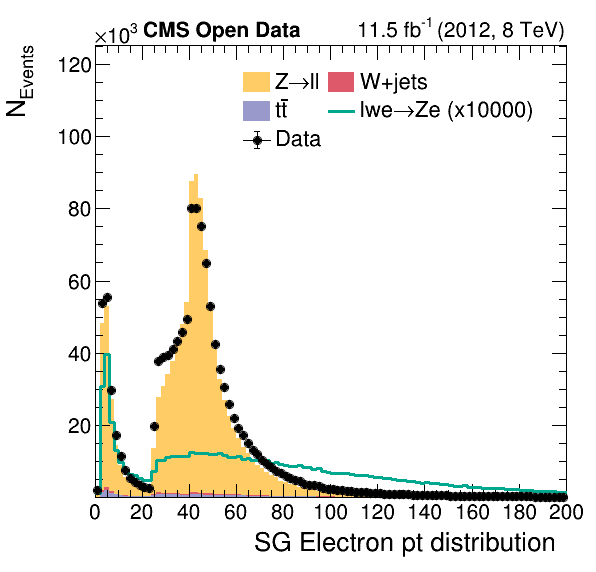 ×10³ CMS Open Data 11.5 fb⁻¹ (2012, 8 TeV)
N_Events
120
100
80
60
40
20
Z→ll W+jets
tt̄ lwe→Ze (x10000)
Data
0 20 40 60 80 100 120 140 160 180 200
SG Electron pt distribution